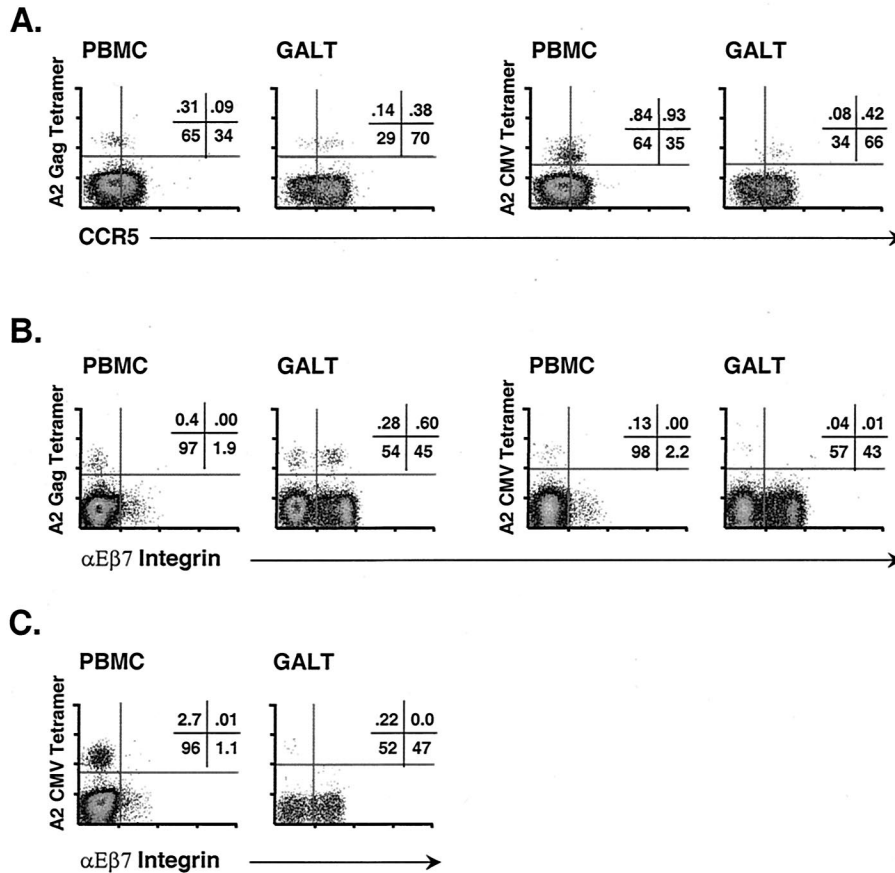 A.
PBMC
GALT
PBMC
GALT
A2 Gag Tetramer
.31 .09
65 34
.14 .38
29 70
A2 CMV Tetramer
.84 .93
64 35
.08 .42
34 66
CCR5
B.
PBMC
GALT
PBMC
GALT
A2 Gag Tetramer
0.4 .00
97 1.9
.28 .60
54 45
A2 CMV Tetramer
.13 .00
98 2.2
.04 .01
57 43
αEβ7 Integrin
C.
PBMC
GALT
A2 CMV Tetramer
2.7 .01
96 1.1
.22 0.0
52 47
αEβ7 Integrin